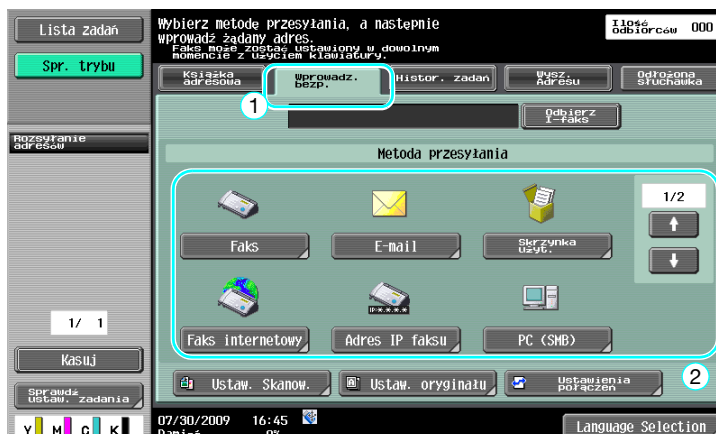 Lista zadań
Spr. trybu
Rozsyłanie
adresów
1/ 1
Kasuj
Sprawdź
ustaw. zadania
Y M C K
Wybierz metodę przesyłania, a następnie
wprowadź żądany adres.
Faks może zostać ustawiony w dowolnym
momencie z użyciem klawiatury.
Ilość
odbiorców 000
Książka
adresowa
Wprowadz.
bezp.
Histor. zadań
Wysz.
Adresu
Odłożona
słuchawka
1
Odbierz
I-faks
Metoda przesyłania
Faks
E-mail
Skrzynka
użyt.
1/2
IP*.*.*.*
Faks internetowy
Adres IP faksu
PC (SMB)
Ustaw. Skanow.
Ustaw. oryginału
Ustawienia
połączeń
2
07/30/2009 16:45
Pamięć 0%
Language Selection